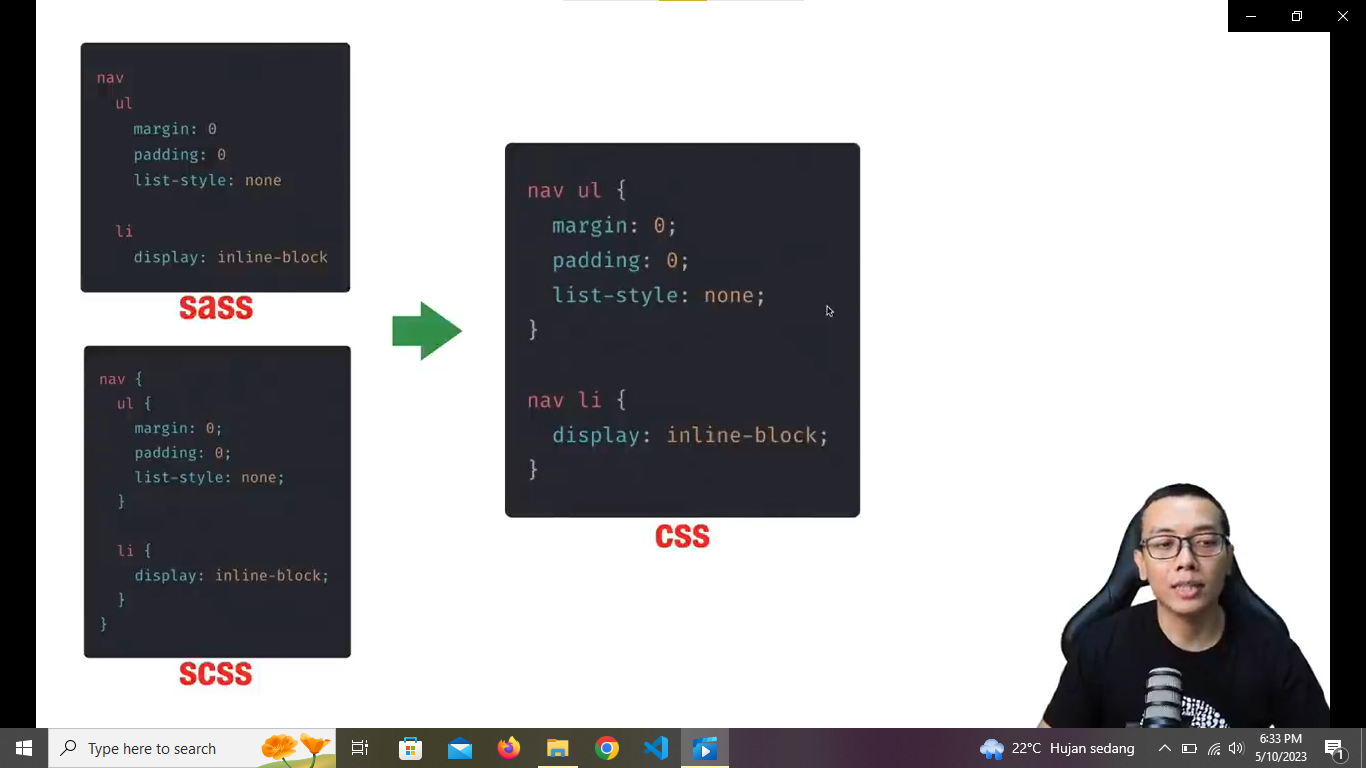 nav
ul
margin: 0
padding: 0
list-style: none
li
display: inline-block
sass
nav {
ul {
margin: 0;
padding: 0;
list-style: none;
}
li {
display: inline-block;
}
}
scss
nav ul {
margin: 0;
padding: 0;
list-style: none;
}
nav li {
display: inline-block;
}
css
Type here to search
22°C Hujan sedang
6:33 PM
5/10/2023
1